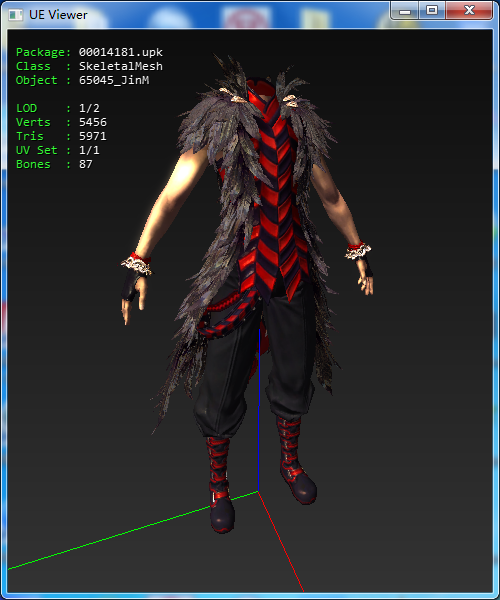 UE Viewer
Package: 00014181.upk
Class : SkeletalMesh
Object : 65045_JinM
LOD : 1/2
Verts : 5456
Tris : 5971
UV Set : 1/1
Bones : 87